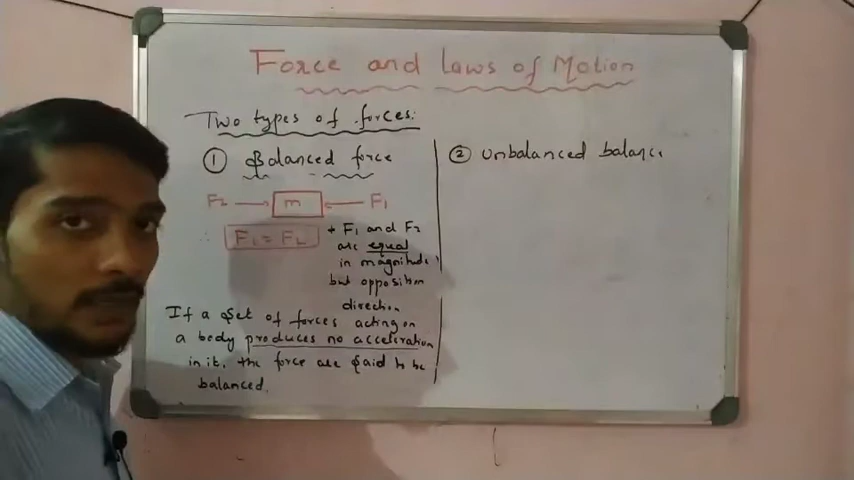 Force and laws of Motion
Two types of forces:
① Balanced force
F2 → m ← F1
∴ F1 = F2
* F1 and F2
are equal
in magnitude
but opposition
direction
If a set of forces acting on
a body produces no acceleration
in it, the force are said to be
balanced.
② unbalanced balanc